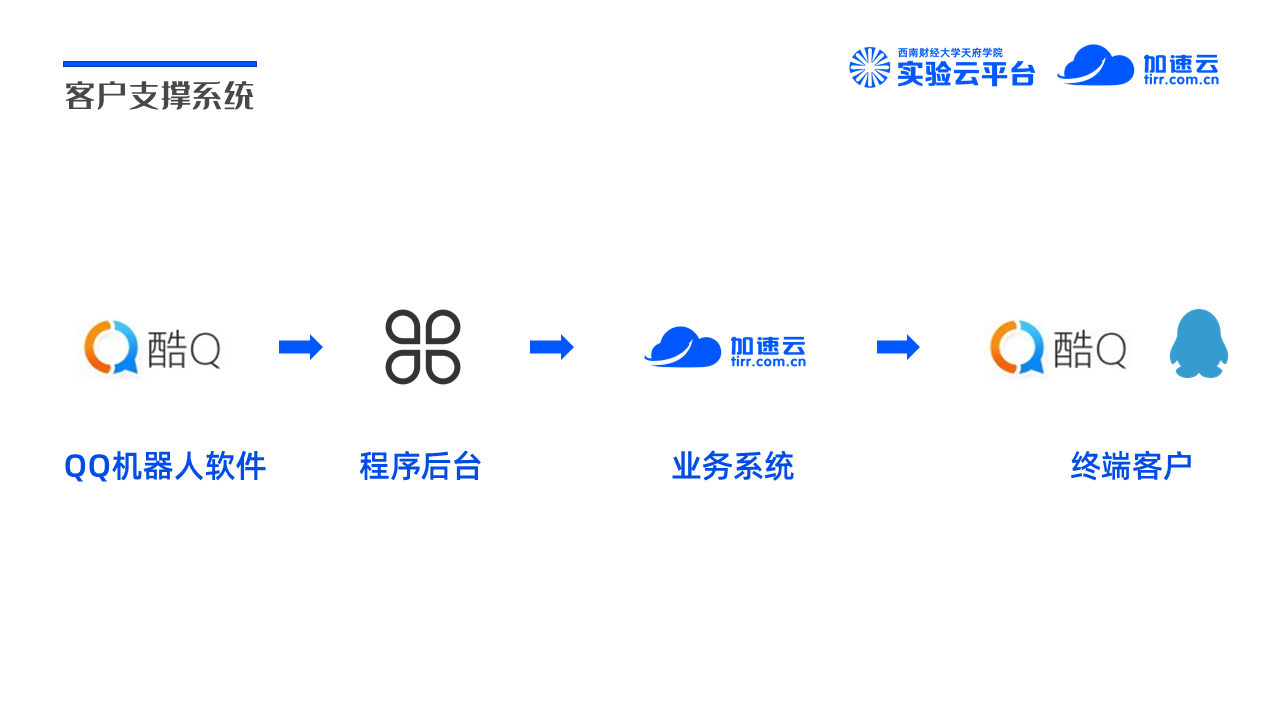 客户支撑系统
西南财经大学天府学院
实验云平台
加速云
tirr.com.cn
酷Q
加速云
tirr.com.cn
酷Q
QQ机器人软件
程序后台
业务系统
终端客户